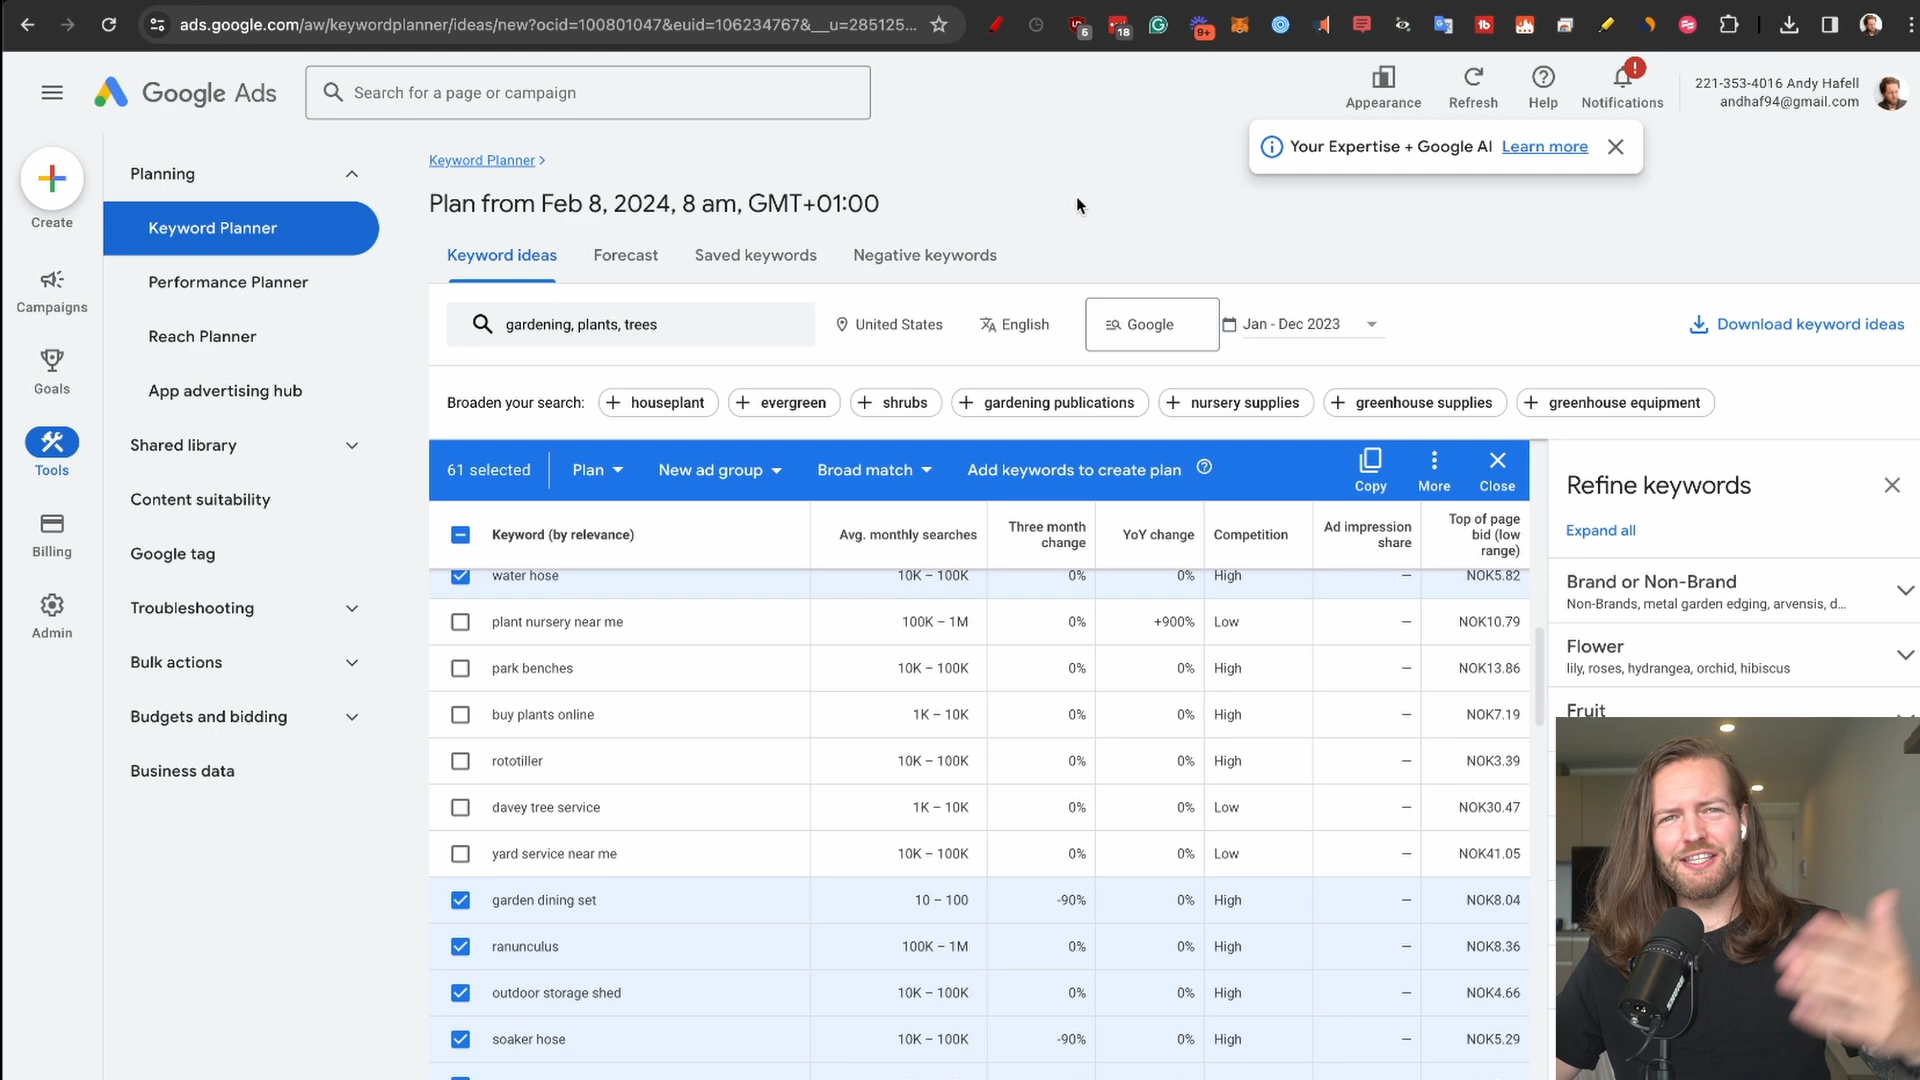 ads.google.com/aw/keywordplanner/ideas/new?ocid=100801047&euid=106234767&__u=285125...
6
18
9+
Google Ads
Search for a page or campaign
Appearance
Refresh
Help
Notifications
221-353-4016 Andy Hafell
andhaf94@gmail.com
Your Expertise + Google AI Learn more
Create
Campaigns
Goals
Tools
Billing
Admin
Planning
Keyword Planner
Performance Planner
Reach Planner
App advertising hub
Shared library
Content suitability
Google tag
Troubleshooting
Bulk actions
Budgets and bidding
Business data
Keyword Planner >
Plan from Feb 8, 2024, 8 am, GMT+01:00
Keyword ideas Forecast Saved keywords Negative keywords
gardening, plants, trees United States English Google Jan - Dec 2023 Download keyword ideas
Broaden your search: houseplant evergreen shrubs gardening publications nursery supplies greenhouse supplies greenhouse equipment
61 selected Plan New ad group Broad match Add keywords to create plan Copy More Close
Keyword (by relevance) Avg. monthly searches Three month change YoY change Competition Ad impression share Top of page bid (low range)
water hose 10K – 100K 0% 0% High — NOK5.82
plant nursery near me 100K – 1M 0% +900% Low — NOK10.79
park benches 10K – 100K 0% 0% High — NOK13.86
buy plants online 1K – 10K 0% 0% High — NOK7.19
rototiller 10K – 100K 0% 0% High — NOK3.39
davey tree service 1K – 10K 0% 0% Low — NOK30.47
yard service near me 10K – 100K 0% 0% Low — NOK41.05
garden dining set 10 – 100 -90% 0% High — NOK8.04
ranunculus 100K – 1M 0% 0% High — NOK8.36
outdoor storage shed 10K – 100K 0% 0% High — NOK4.66
soaker hose 10K – 100K -90% 0% High — NOK5.29
Refine keywords
Expand all
Brand or Non-Brand
Non-Brands, metal garden edging, arvensis, d...
Flower
lily, roses, hydrangea, orchid, hibiscus
Fruit